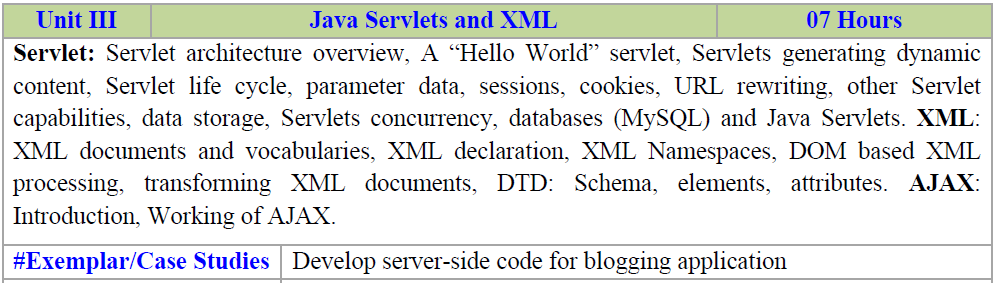 Unit III Java Servlets and XML 07 Hours
Servlet: Servlet architecture overview, A “Hello World” servlet, Servlets generating dynamic
content, Servlet life cycle, parameter data, sessions, cookies, URL rewriting, other Servlet
capabilities, data storage, Servlets concurrency, databases (MySQL) and Java Servlets. XML:
XML documents and vocabularies, XML declaration, XML Namespaces, DOM based XML
processing, transforming XML documents, DTD: Schema, elements, attributes. AJAX:
Introduction, Working of AJAX.
#Exemplar/Case Studies Develop server-side code for blogging application